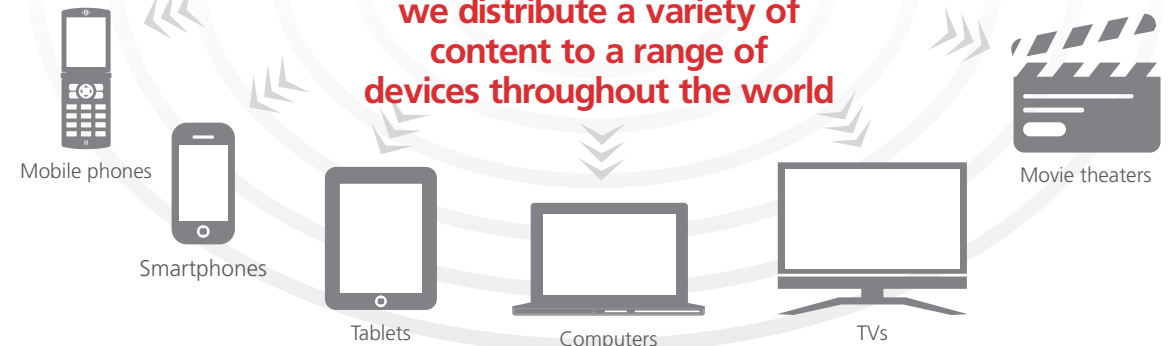 we distribute a variety of
content to a range of
devices throughout the world
Mobile phones
Movie theaters
Smartphones
Tablets
Computers
TVs